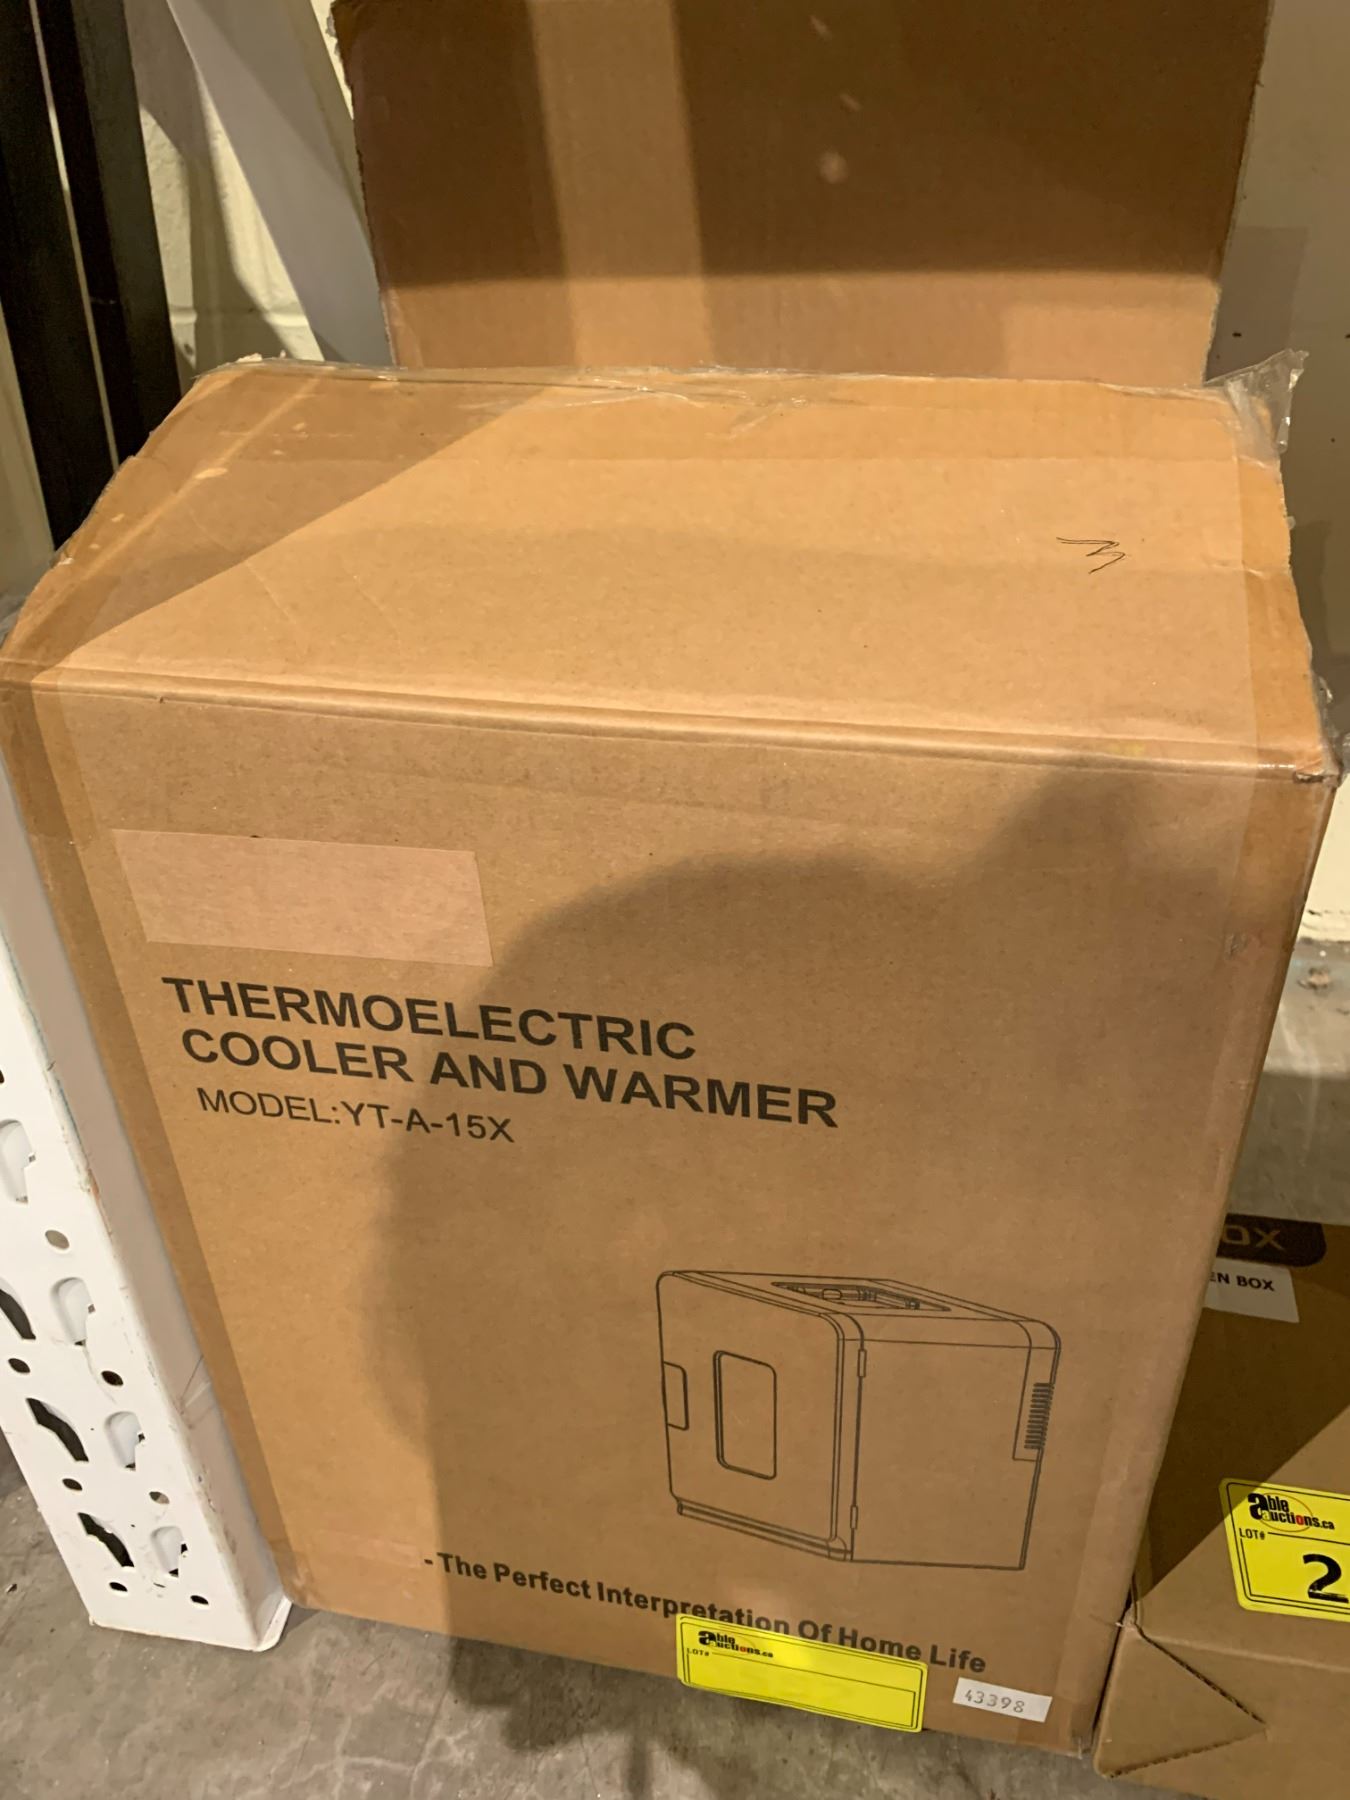 THERMOELECTRIC
COOLER AND WARMER
MODEL:YT-A-15X
OX
EN BOX
- The Perfect Interpretation Of Home Life
able
auctions.ca
LOT#
43398
able
auctions.ca
LOT#
2